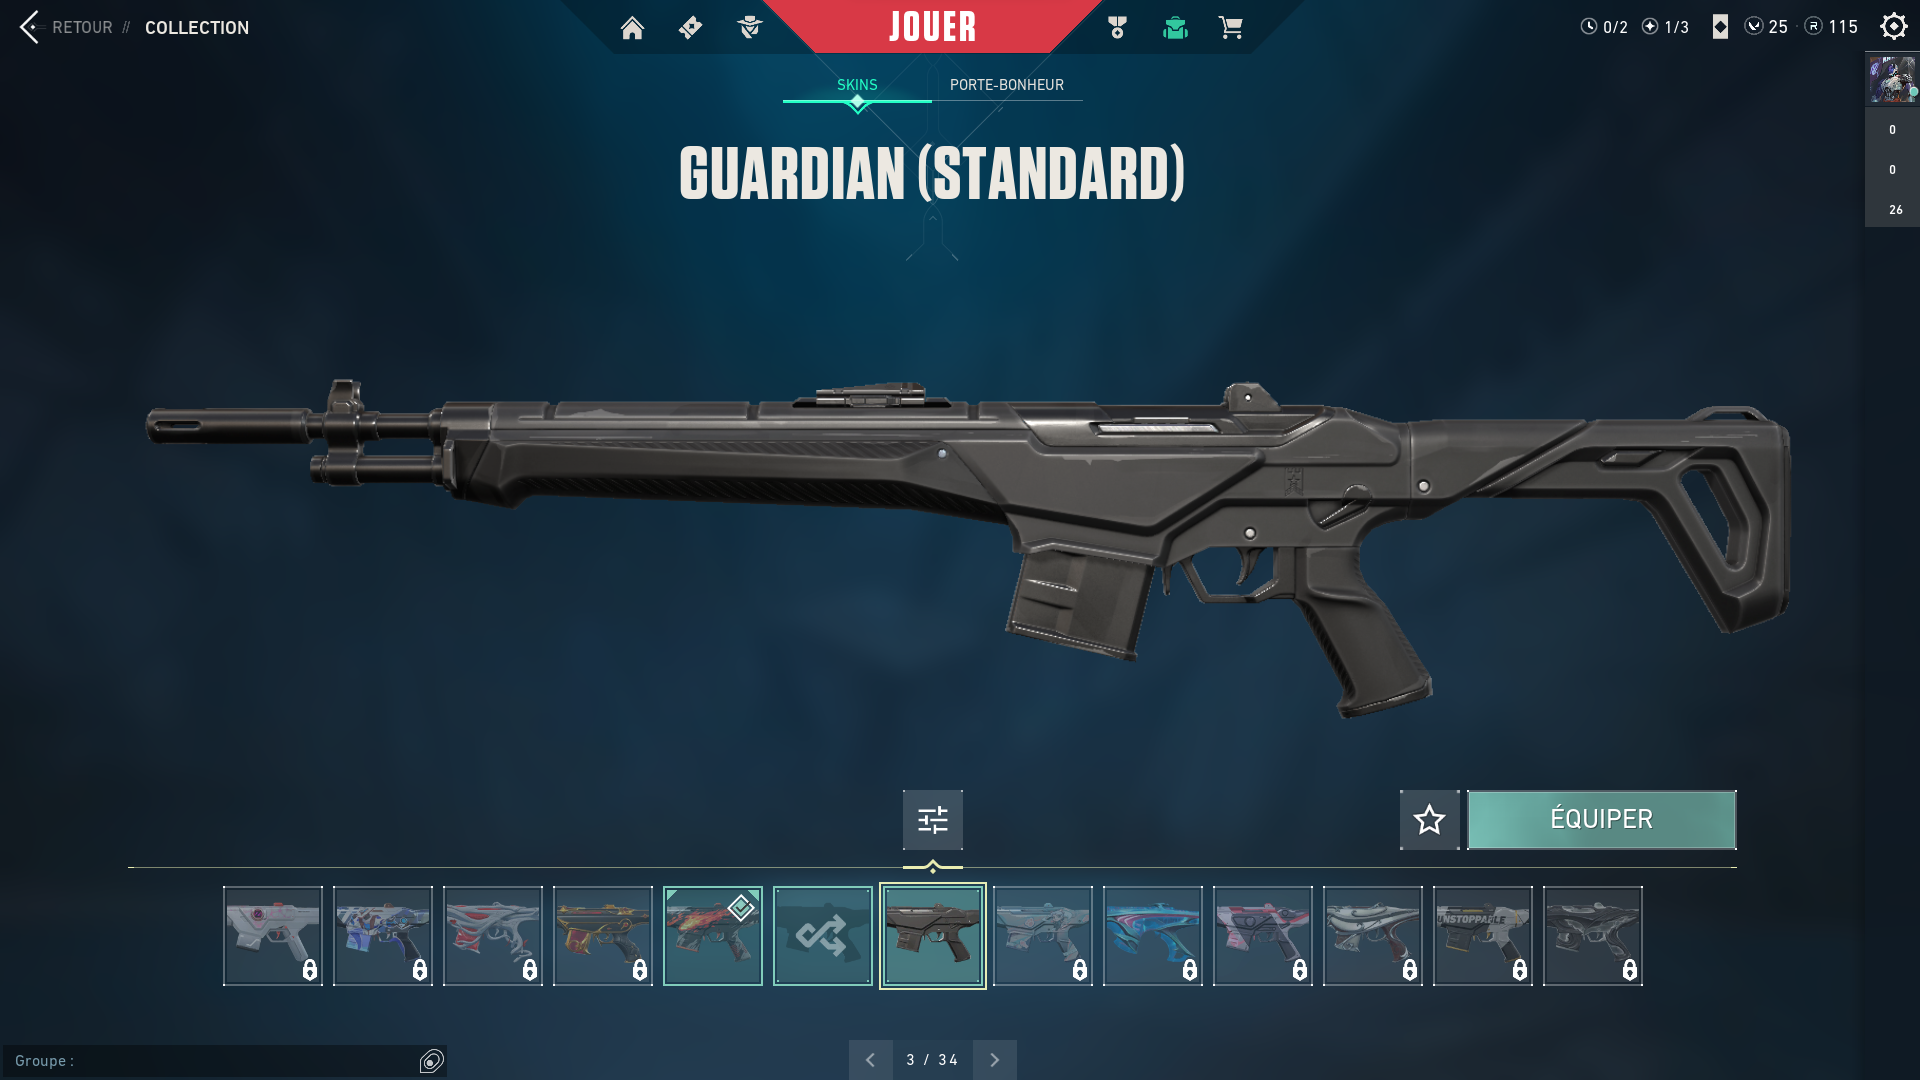 RETOUR // COLLECTION
JOUER
0/2 1/3 25 · R 115
SKINS PORTE-BONHEUR
GUARDIAN (STANDARD)
0
0
26
ÉQUIPER
UNSTOPPABLE
Groupe :
3 / 34